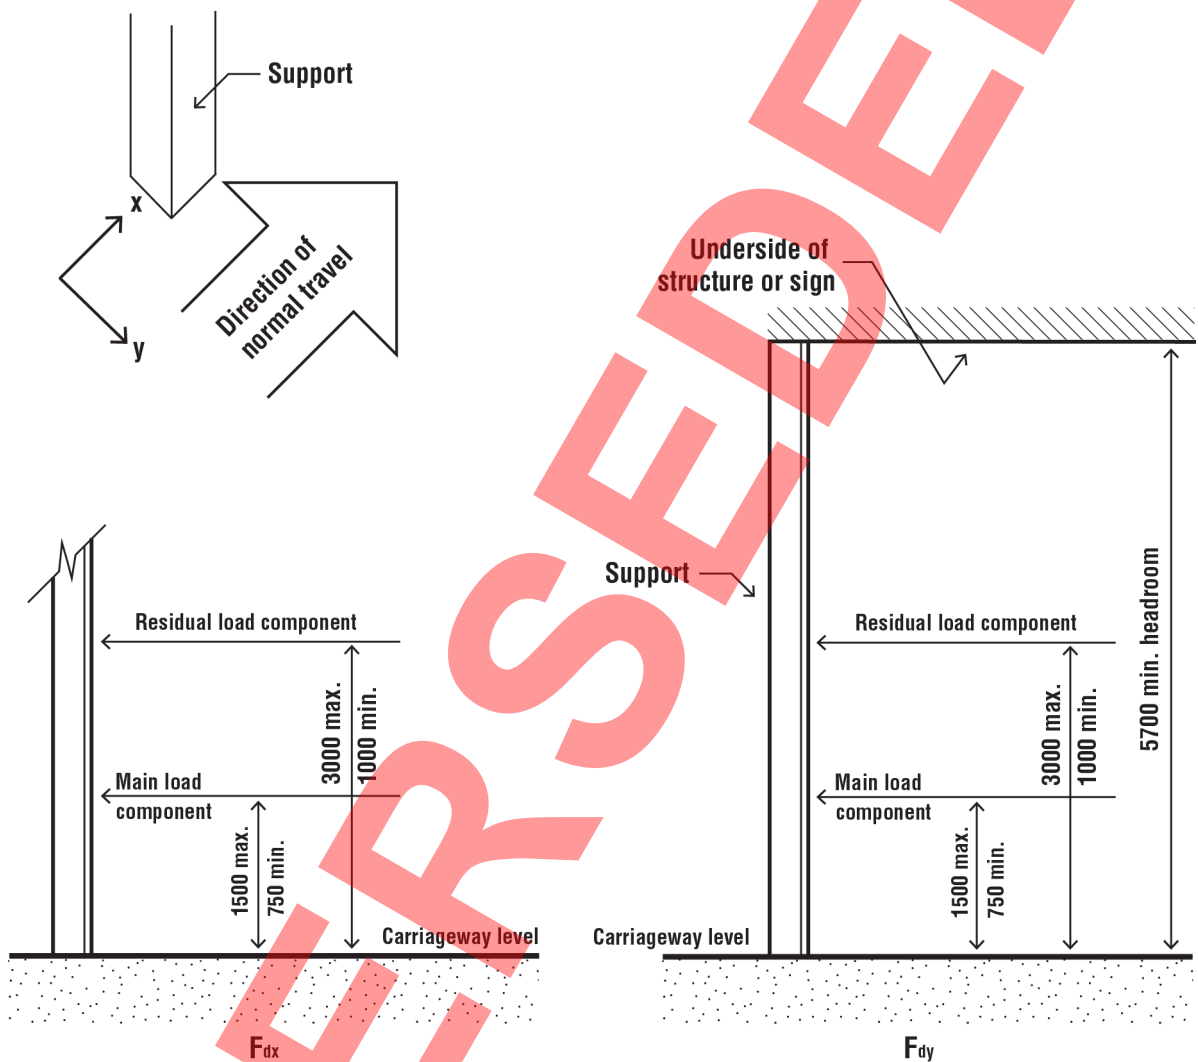 Support
x
y
Direction of
normal travel
Underside of
structure or sign
Support
Residual load component
3000 max.
1000 min.
Main load
component
1500 max.
750 min.
Carriageway level
Fdx
Residual load component
3000 max.
1000 min.
5700 min. headroom
Main load
component
1500 max.
750 min.
Carriageway level
Fdy
ERSEDE